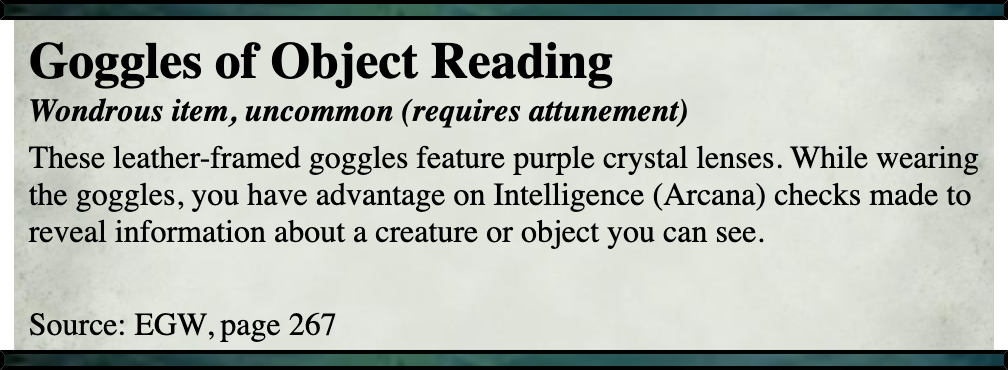 Goggles of Object Reading
Wondrous item, uncommon (requires attunement)
These leather-framed goggles feature purple crystal lenses. While wearing
the goggles, you have advantage on Intelligence (Arcana) checks made to
reveal information about a creature or object you can see.
Source: EGW, page 267